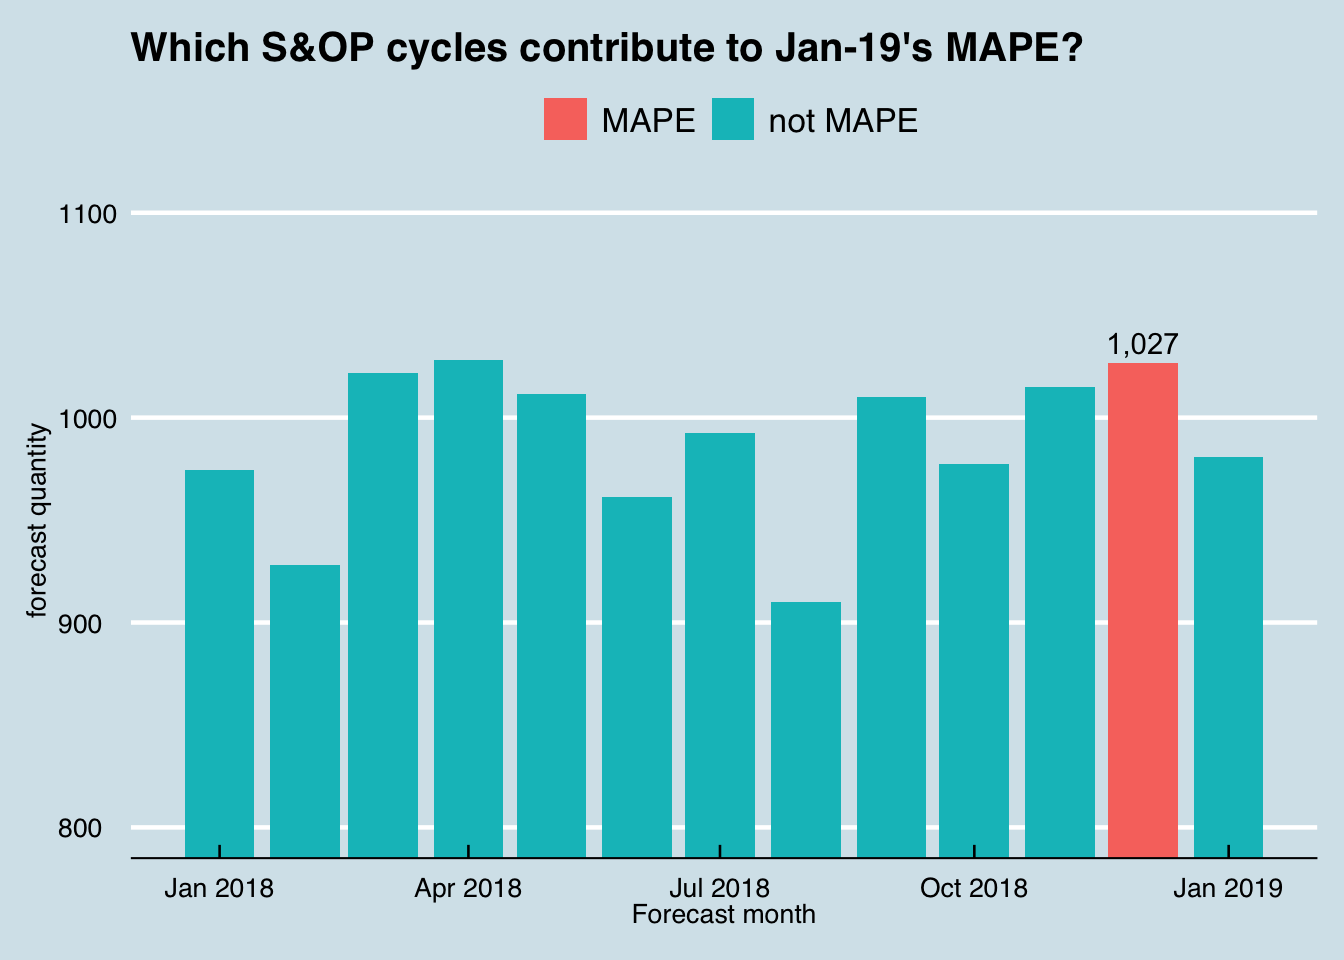 Which S&OP cycles contribute to Jan-19's MAPE?
MAPE not MAPE
1100
1,027
1000
forecast quantity
900
800
Jan 2018 Apr 2018 Jul 2018 Oct 2018 Jan 2019
Forecast month